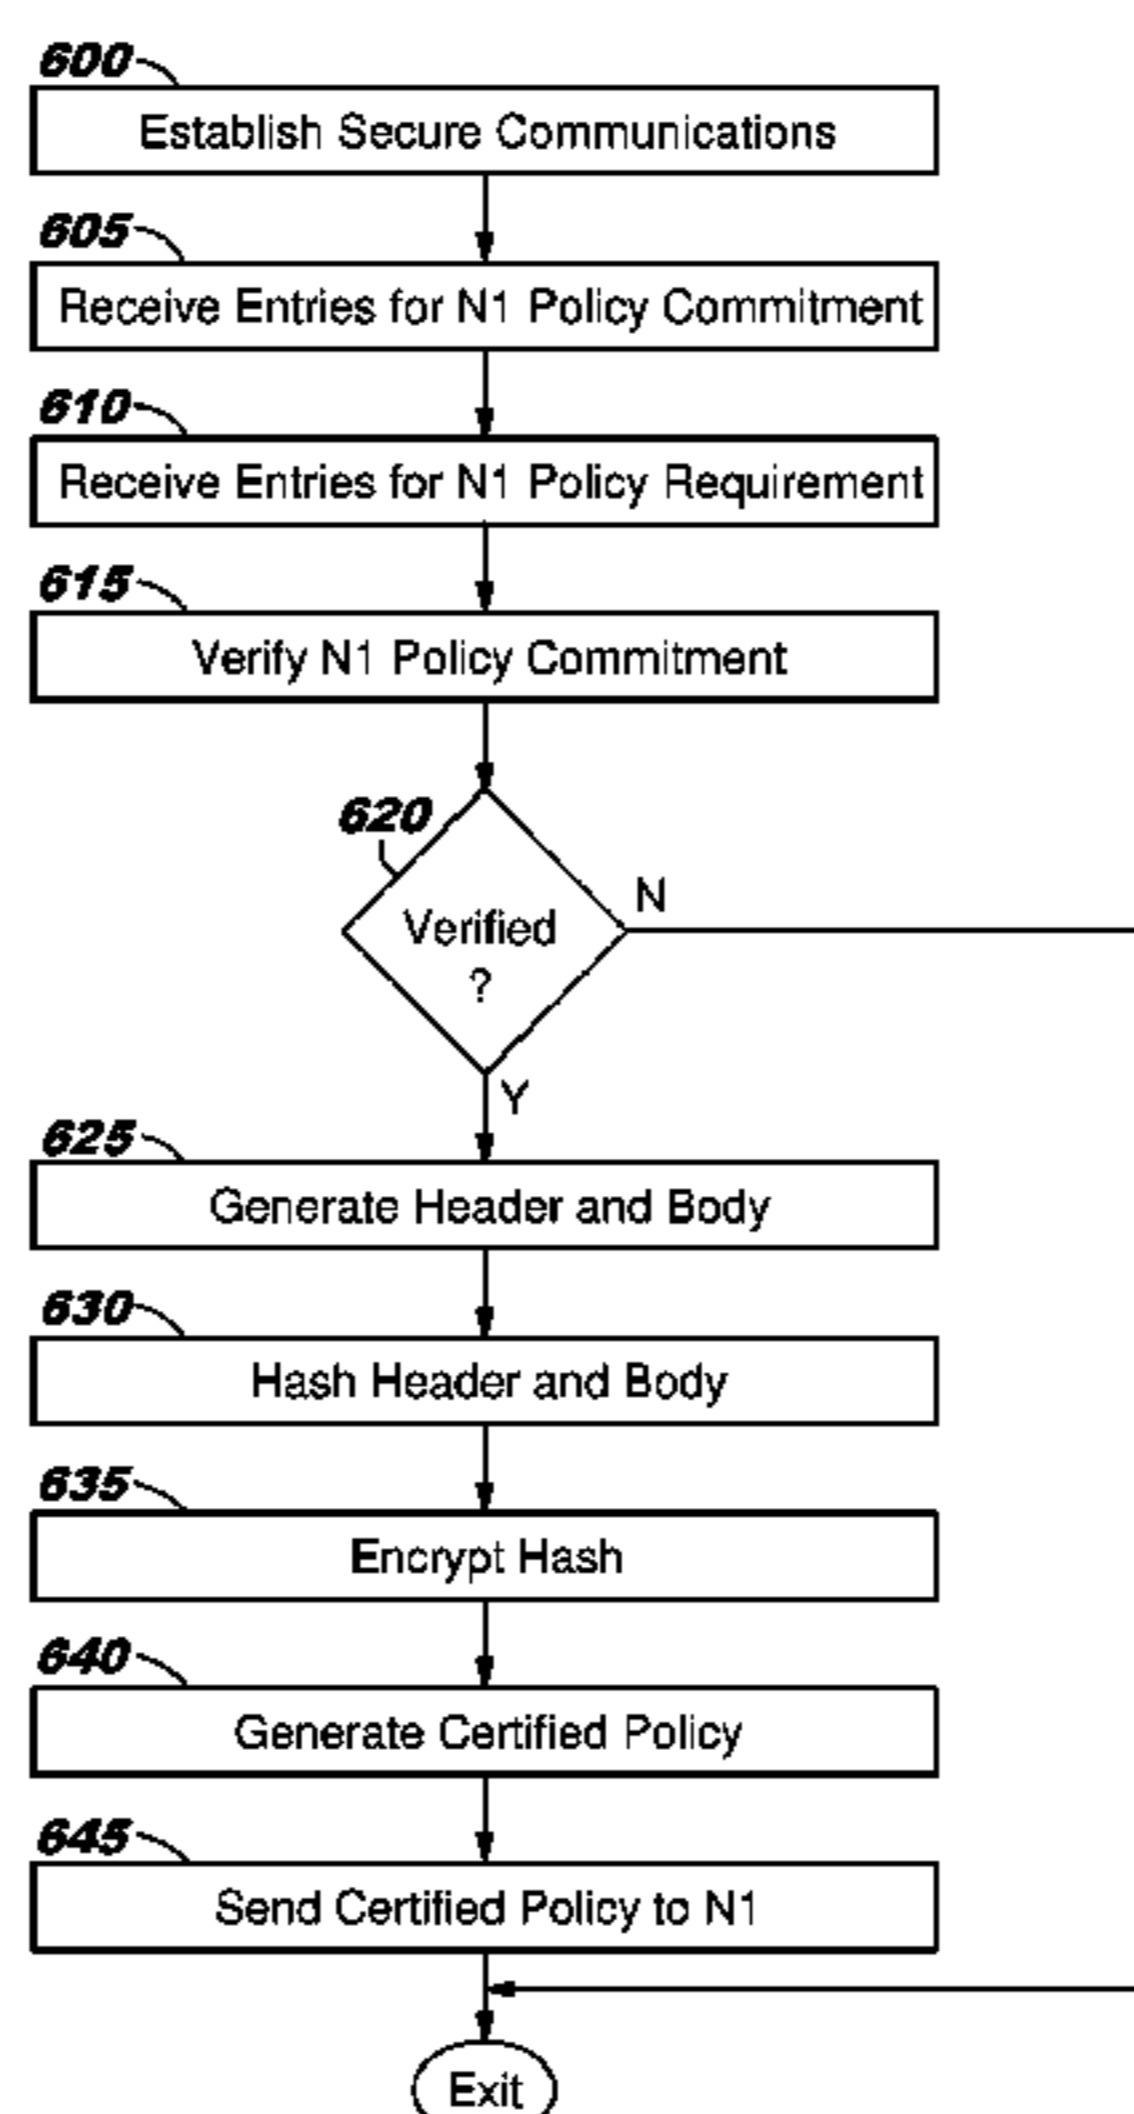 600
Establish Secure Communications
605
Receive Entries for N1 Policy Commitment
610
Receive Entries for N1 Policy Requirement
615
Verify N1 Policy Commitment
620
Verified
?
N
Y
625
Generate Header and Body
630
Hash Header and Body
635
Encrypt Hash
640
Generate Certified Policy
645
Send Certified Policy to N1
Exit